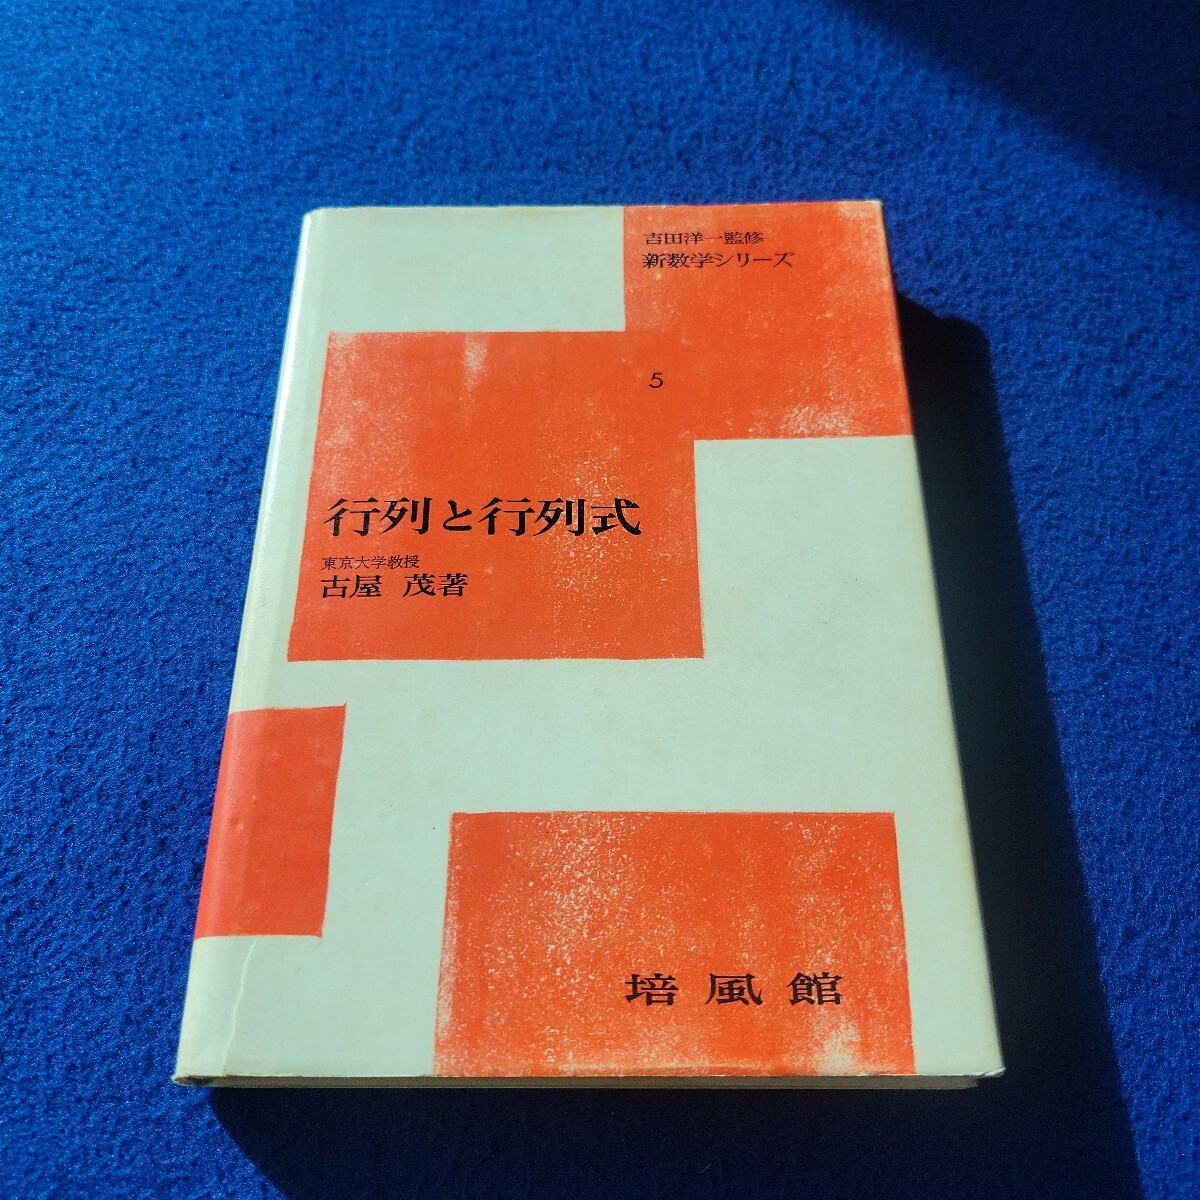 吉田洋一監修
新数学シリーズ
5
行列と行列式
東京大学教授
古屋 茂著
培風館